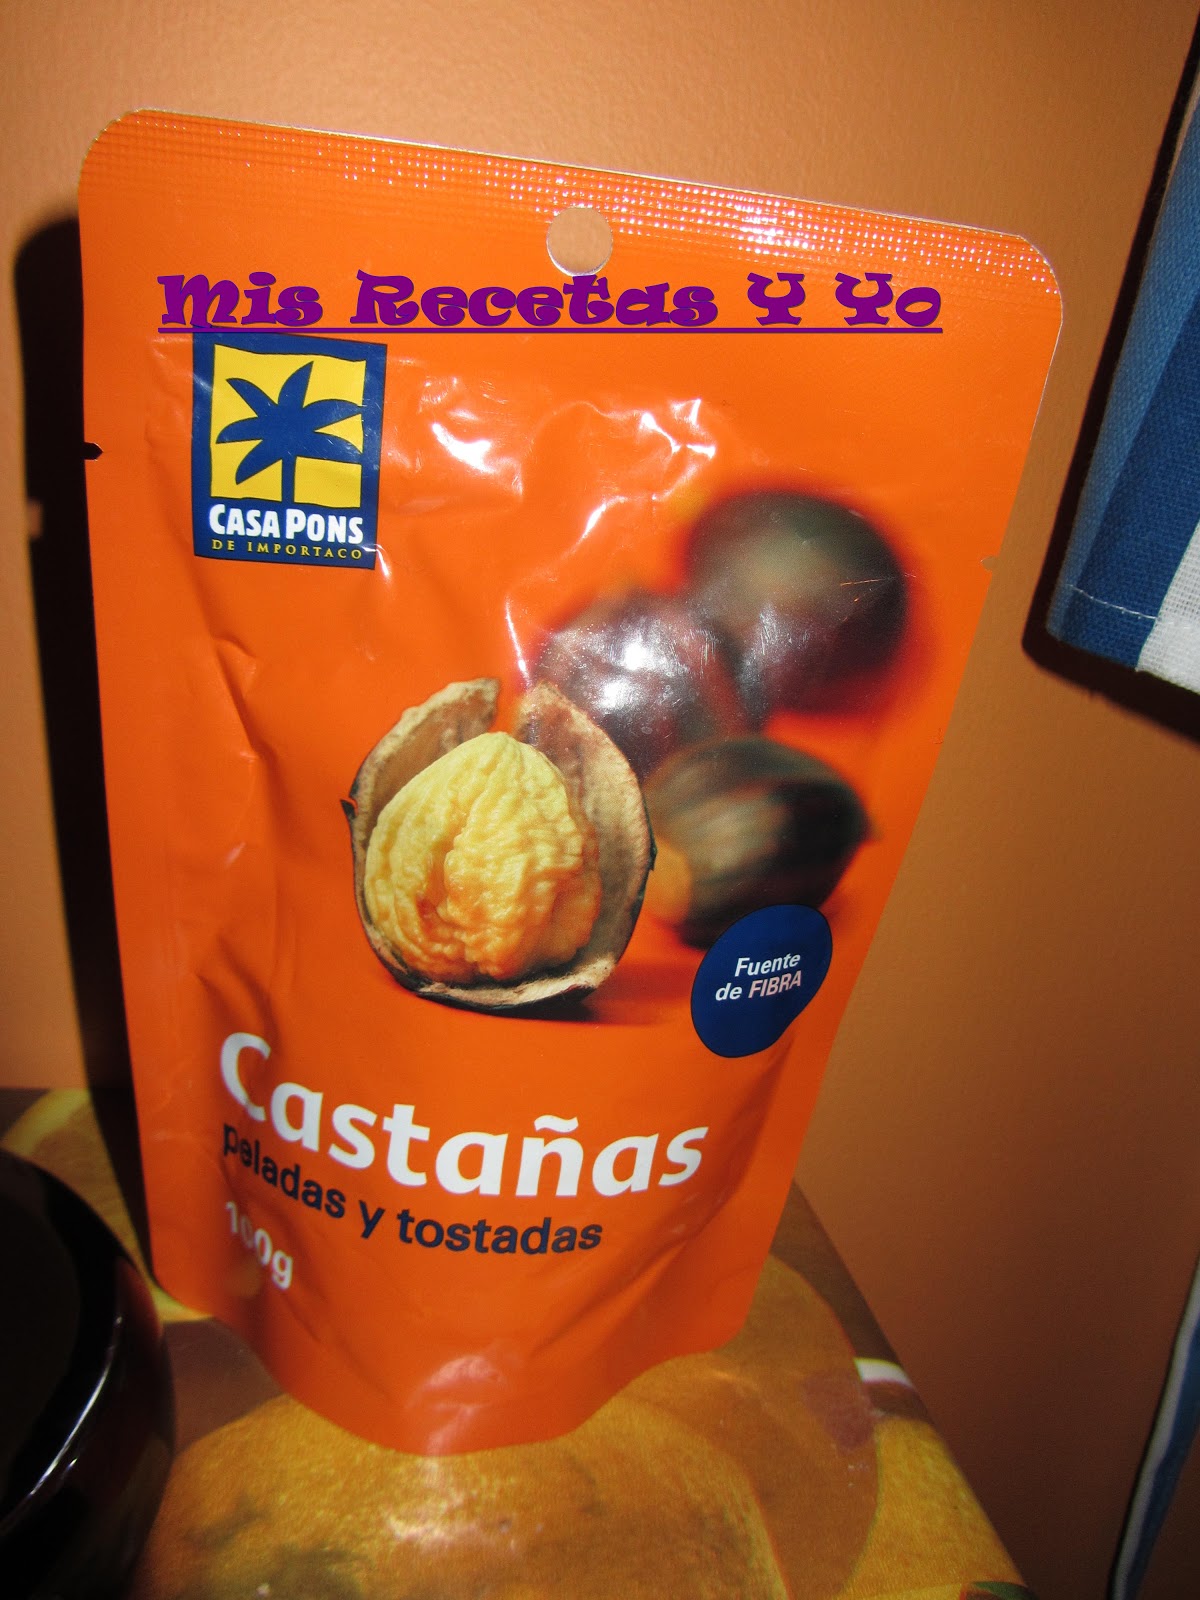 Mis Recetas Y Yo
CASA PONS
DE IMPORTACO
Fuente
de FIBRA
Castañas
peladas y tostadas
100g